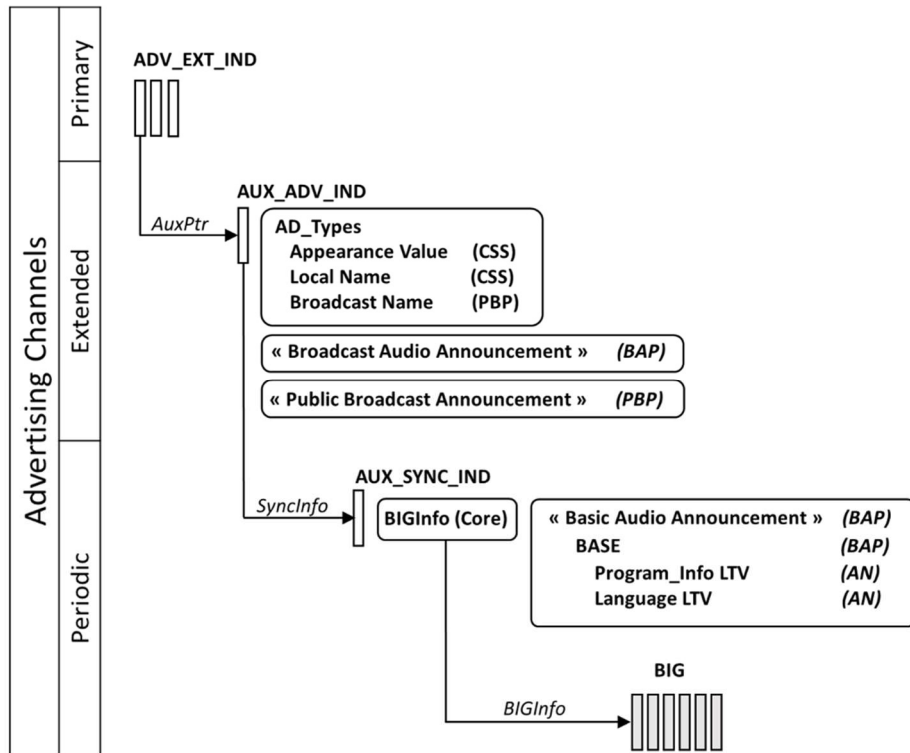 Advertising Channels
Primary
ADV_EXT_IND
Extended
AuxPtr
AUX_ADV_IND
AD_Types
Appearance Value (CSS)
Local Name (CSS)
Broadcast Name (PBP)
« Broadcast Audio Announcement » (BAP)
« Public Broadcast Announcement » (PBP)
Periodic
SyncInfo
AUX_SYNC_IND
BIGInfo (Core)
« Basic Audio Announcement » (BAP)
BASE (BAP)
Program_Info LTV (AN)
Language LTV (AN)
BIGInfo
BIG